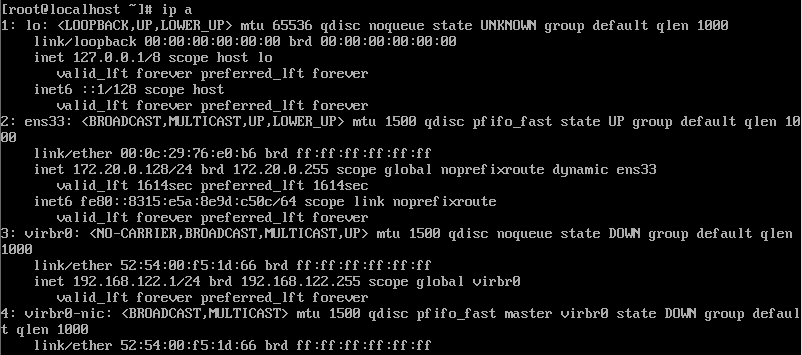 [root@localhost ~]# ip a
1: lo: <LOOPBACK,UP,LOWER_UP> mtu 65536 qdisc noqueue state UNKNOWN group default qlen 1000
    link/loopback 00:00:00:00:00:00 brd 00:00:00:00:00:00
    inet 127.0.0.1/8 scope host lo
       valid_lft forever preferred_lft forever
    inet6 ::1/128 scope host
       valid_lft forever preferred_lft forever
2: ens33: <BROADCAST,MULTICAST,UP,LOWER_UP> mtu 1500 qdisc pfifo_fast state UP group default qlen 10
00
    link/ether 00:0c:29:76:e0:b6 brd ff:ff:ff:ff:ff:ff
    inet 172.20.0.128/24 brd 172.20.0.255 scope global noprefixroute dynamic ens33
       valid_lft 1614sec preferred_lft 1614sec
    inet6 fe80::8315:e5a:8e9d:c50c/64 scope link noprefixroute
       valid_lft forever preferred_lft forever
3: virbr0: <NO-CARRIER,BROADCAST,MULTICAST,UP> mtu 1500 qdisc noqueue state DOWN group default qlen
1000
    link/ether 52:54:00:f5:1d:66 brd ff:ff:ff:ff:ff:ff
    inet 192.168.122.1/24 brd 192.168.122.255 scope global virbr0
       valid_lft forever preferred_lft forever
4: virbr0-nic: <BROADCAST,MULTICAST> mtu 1500 qdisc pfifo_fast master virbr0 state DOWN group defaul
t qlen 1000
    link/ether 52:54:00:f5:1d:66 brd ff:ff:ff:ff:ff:ff